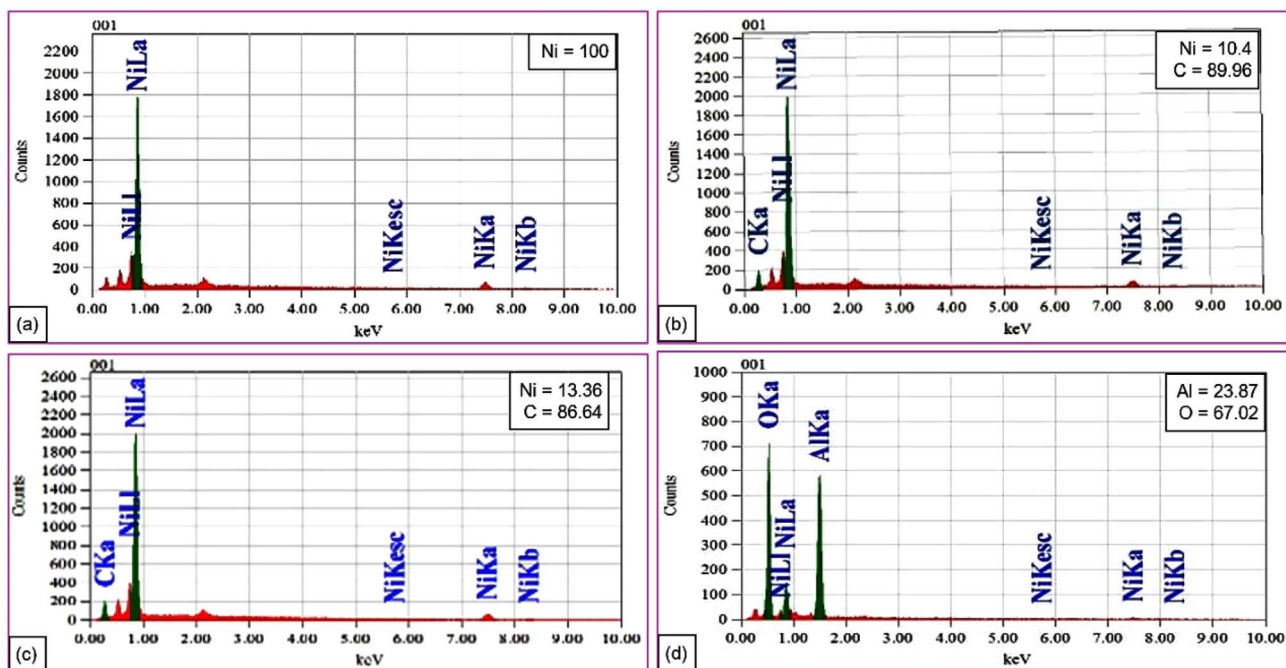 001
2200
2000
1800
1600
1400
1200
1000
800
600
400
200
0
Counts
NiLl
NiLa
NiKesc
NiKa
NiKb
Ni = 100
0.00 1.00 2.00 3.00 4.00 5.00 6.00 7.00 8.00 9.00 10.00
keV
(a)
001
2600
2400
2200
2000
1800
1600
1400
1200
1000
800
600
400
200
0
Counts
CKa
NiLl
NiLa
NiKesc
NiKa
NiKb
Ni = 10.4
C = 89.96
0.00 1.00 2.00 3.00 4.00 5.00 6.00 7.00 8.00 9.00 10.00
keV
(b)
001
2600
2400
2200
2000
1800
1600
1400
1200
1000
800
600
400
200
0
Counts
CKa
NiLl
NiLa
NiKesc
NiKa
NiKb
Ni = 13.36
C = 86.64
0.00 1.00 2.00 3.00 4.00 5.00 6.00 7.00 8.00 9.00 10.00
keV
(c)
001
1000
900
800
700
600
500
400
300
200
100
0
Counts
OKa
NiLl
NiLa
AlKa
NiKesc
NiKa
NiKb
Al = 23.87
O = 67.02
0.00 1.00 2.00 3.00 4.00 5.00 6.00 7.00 8.00 9.00 10.00
keV
(d)